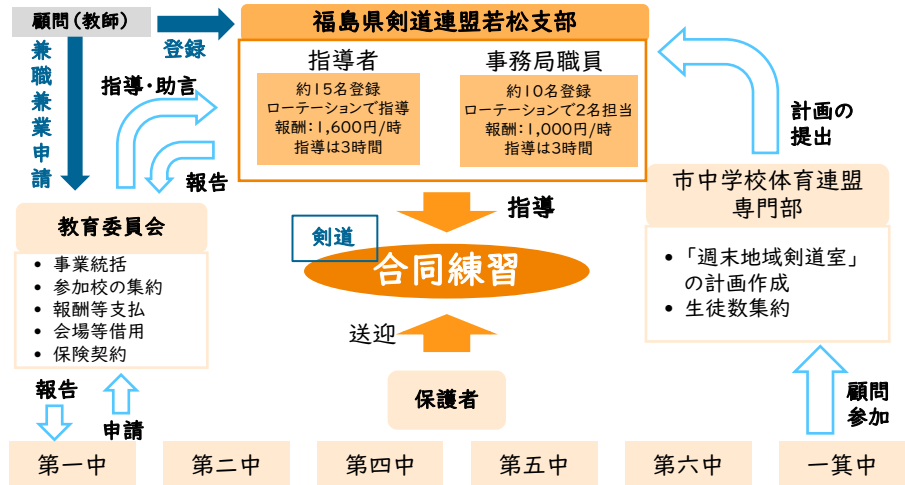 顧問(教師)
登録
兼職兼業申請
指導・助言
報告
福島県剣道連盟若松支部
指導者
約15名登録
ローテーションで指導
報酬:1,600円/時
指導は3時間
事務局職員
約10名登録
ローテーションで2名担当
報酬:1,000円/時
指導は3時間
計画の
提出
教育委員会
• 事業統括
• 参加校の集約
• 報酬等支払
• 会場等借用
• 保険契約
指導
剣道
合同練習
送迎
保護者
市中学校体育連盟
専門部
• 「週末地域剣道室」
の計画作成
• 生徒数集約
報告
申請
顧問
参加
第一中
第二中
第四中
第五中
第六中
一箕中